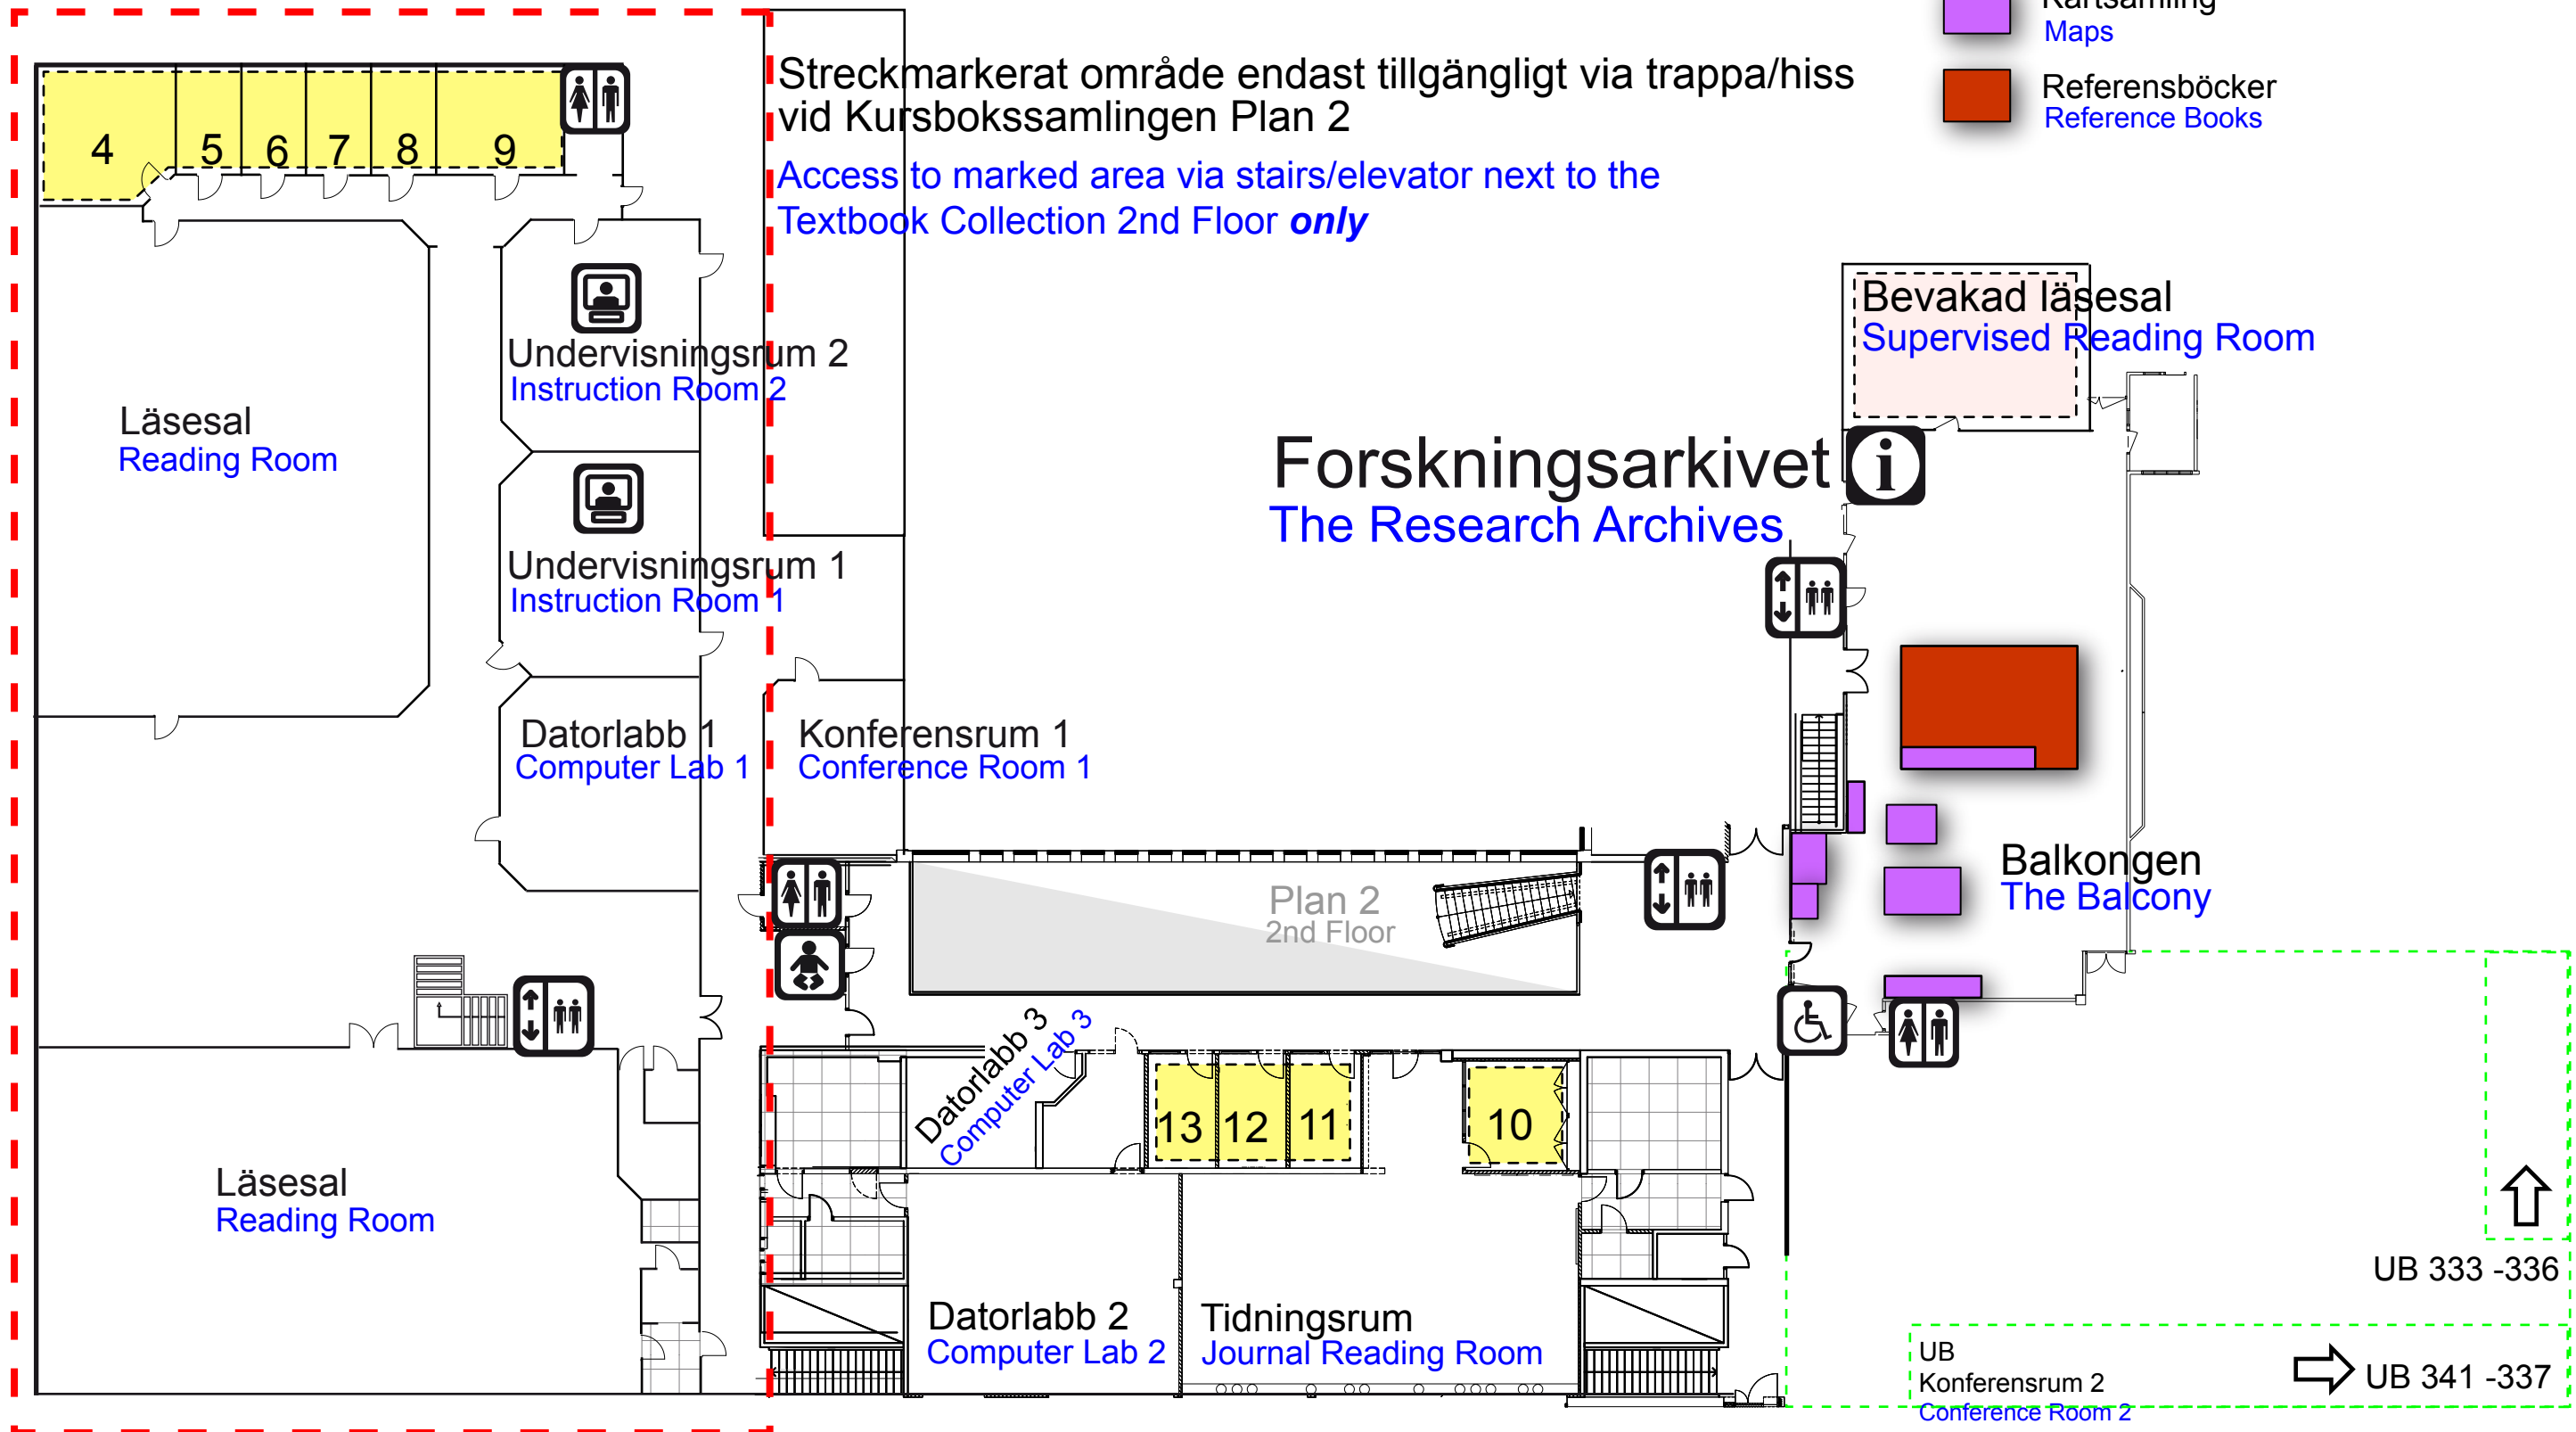 Kartsamling
Maps
Referensböcker
Reference Books
Streckmarkerat område endast tillgängligt via trappa/hiss
vid Kursbokssamlingen Plan 2
Access to marked area via stairs/elevator next to the
Textbook Collection 2nd Floor only
4
5
6
7
8
9
Undervisningsrum 2
Instruction Room 2
Läsesal
Reading Room
Undervisningsrum 1
Instruction Room 1
Bevakad läsesal
Supervised Reading Room
Forskningsarkivet
i
The Research Archives
Datorlabb 1
Computer Lab 1
Konferensrum 1
Conference Room 1
Plan 2
2nd Floor
Balkongen
The Balcony
Datorlabb 3
Computer Lab 3
13
12
11
10
Läsesal
Reading Room
Datorlabb 2
Computer Lab 2
Tidningsrum
Journal Reading Room
UB 333 -336
UB
Konferensrum 2
Conference Room 2
UB 341 -337